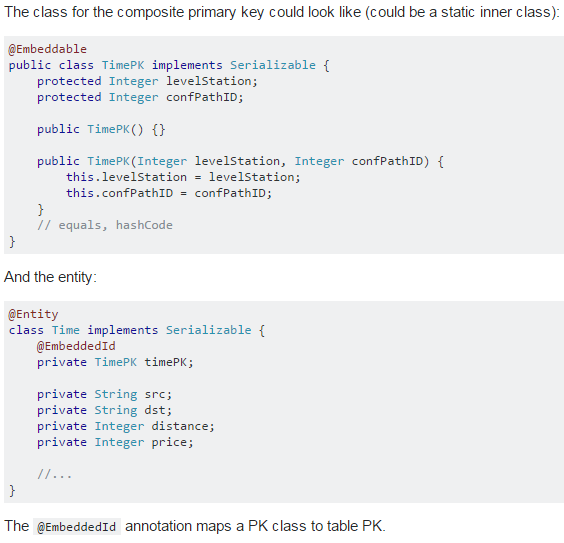 The class for the composite primary key could look like (could be a static inner class):
@Embeddable
public class TimePK implements Serializable {
    protected Integer levelStation;
    protected Integer confPathID;

    public TimePK() {}

    public TimePK(Integer levelStation, Integer confPathID) {
        this.levelStation = levelStation;
        this.confPathID = confPathID;
    }
    // equals, hashCode
}
And the entity:
@Entity
class Time implements Serializable {
    @EmbeddedId
    private TimePK timePK;

    private String src;
    private String dst;
    private Integer distance;
    private Integer price;

    //...
}
The @EmbeddedId annotation maps a PK class to table PK.